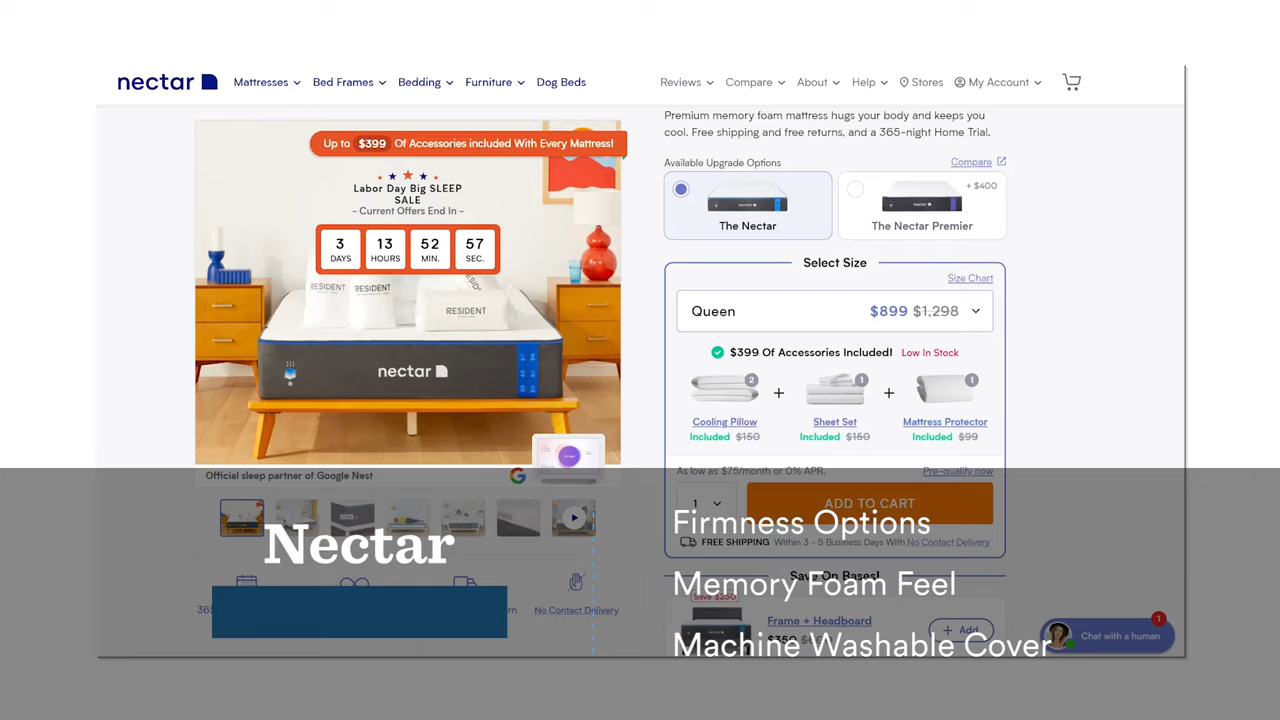 nectar
Mattresses Bed Frames Bedding Furniture Dog Beds
Reviews Compare About Help Stores My Account
Premium memory foam mattress hugs your body and keeps you
cool. Free shipping and free returns, and a 365-night Home Trial.
Up to $399 Of Accessories included With Every Mattress!
Labor Day Big SLEEP
SALE
- Current Offers End In -
3 13 52 57
DAYS HOURS MIN. SEC.
RESIDENT RESIDENT
RESIDENT
nectar
Official sleep partner of Google Nest
Available Upgrade Options Compare
+ $400
The Nectar The Nectar Premier
Select Size
Size Chart
Queen $899 $1,298
$399 Of Accessories Included! Low In Stock
2 1 1
+ +
Cooling Pillow Sheet Set Mattress Protector
Included $150 Included $150 Included $99
As low as $75/month or 0% APR. Pre-qualify now
1 ADD TO CART
FREE SHIPPING Within 3 - 5 Business Days With No Contact Delivery
Save On Bases!
Frame + Headboard
+ Add
No Contact Delivery
1
Chat with a human
Nectar
Firmness Options
Memory Foam Feel
Machine Washable Cover